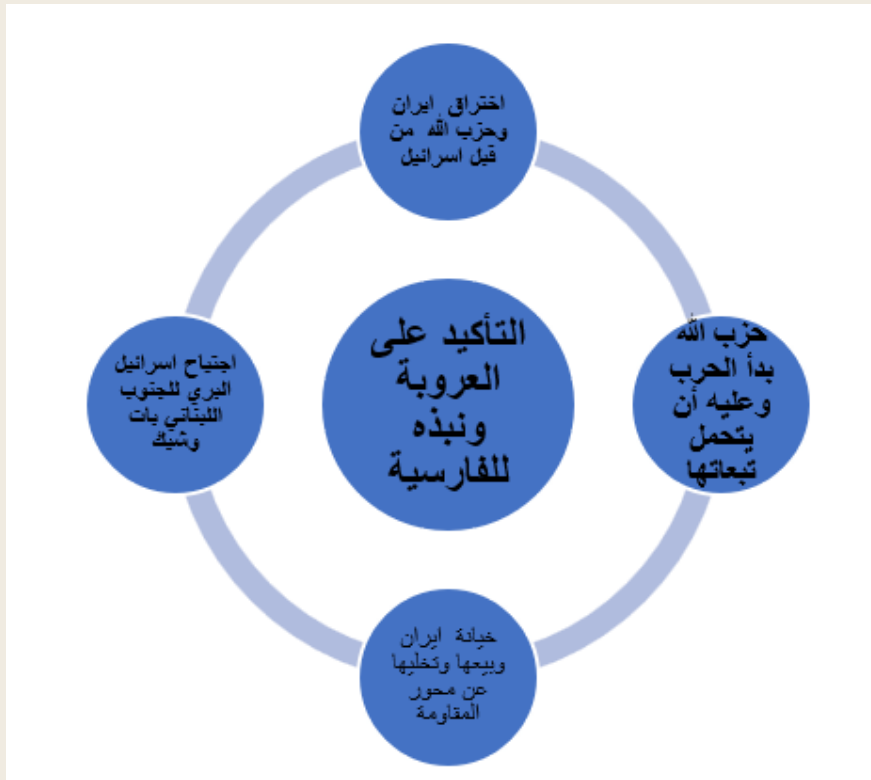 اختراق ايران
وحزب الله من
قبل اسرائيل
حزب الله
بدأ الحرب
وعليه أن
يتحمل
تبعاتها
التأكيد على
العروبة
ونبذه
للفارسية
اجتياح اسرائيل
البري للجنوب
اللبناني بات
وشيك
خيانة ايران
وبيعها وتخليها
عن محور
المقاومة